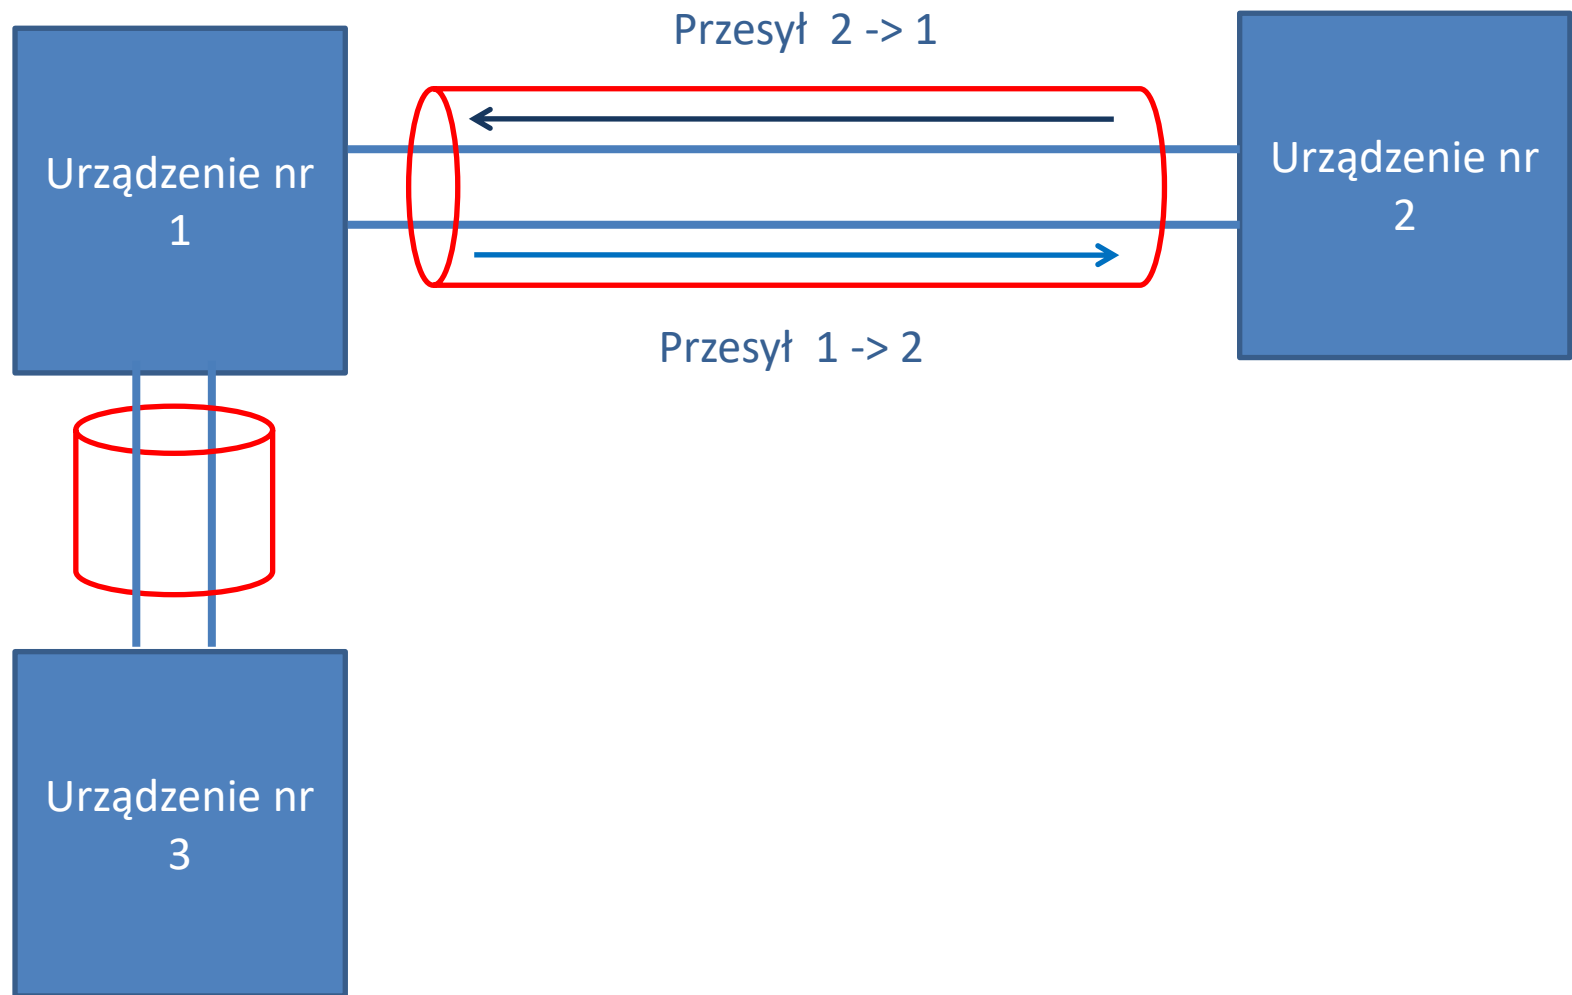 Przesył 2 -> 1
Urządzenie nr
1
Urządzenie nr
2
Przesył 1 -> 2
Urządzenie nr
3